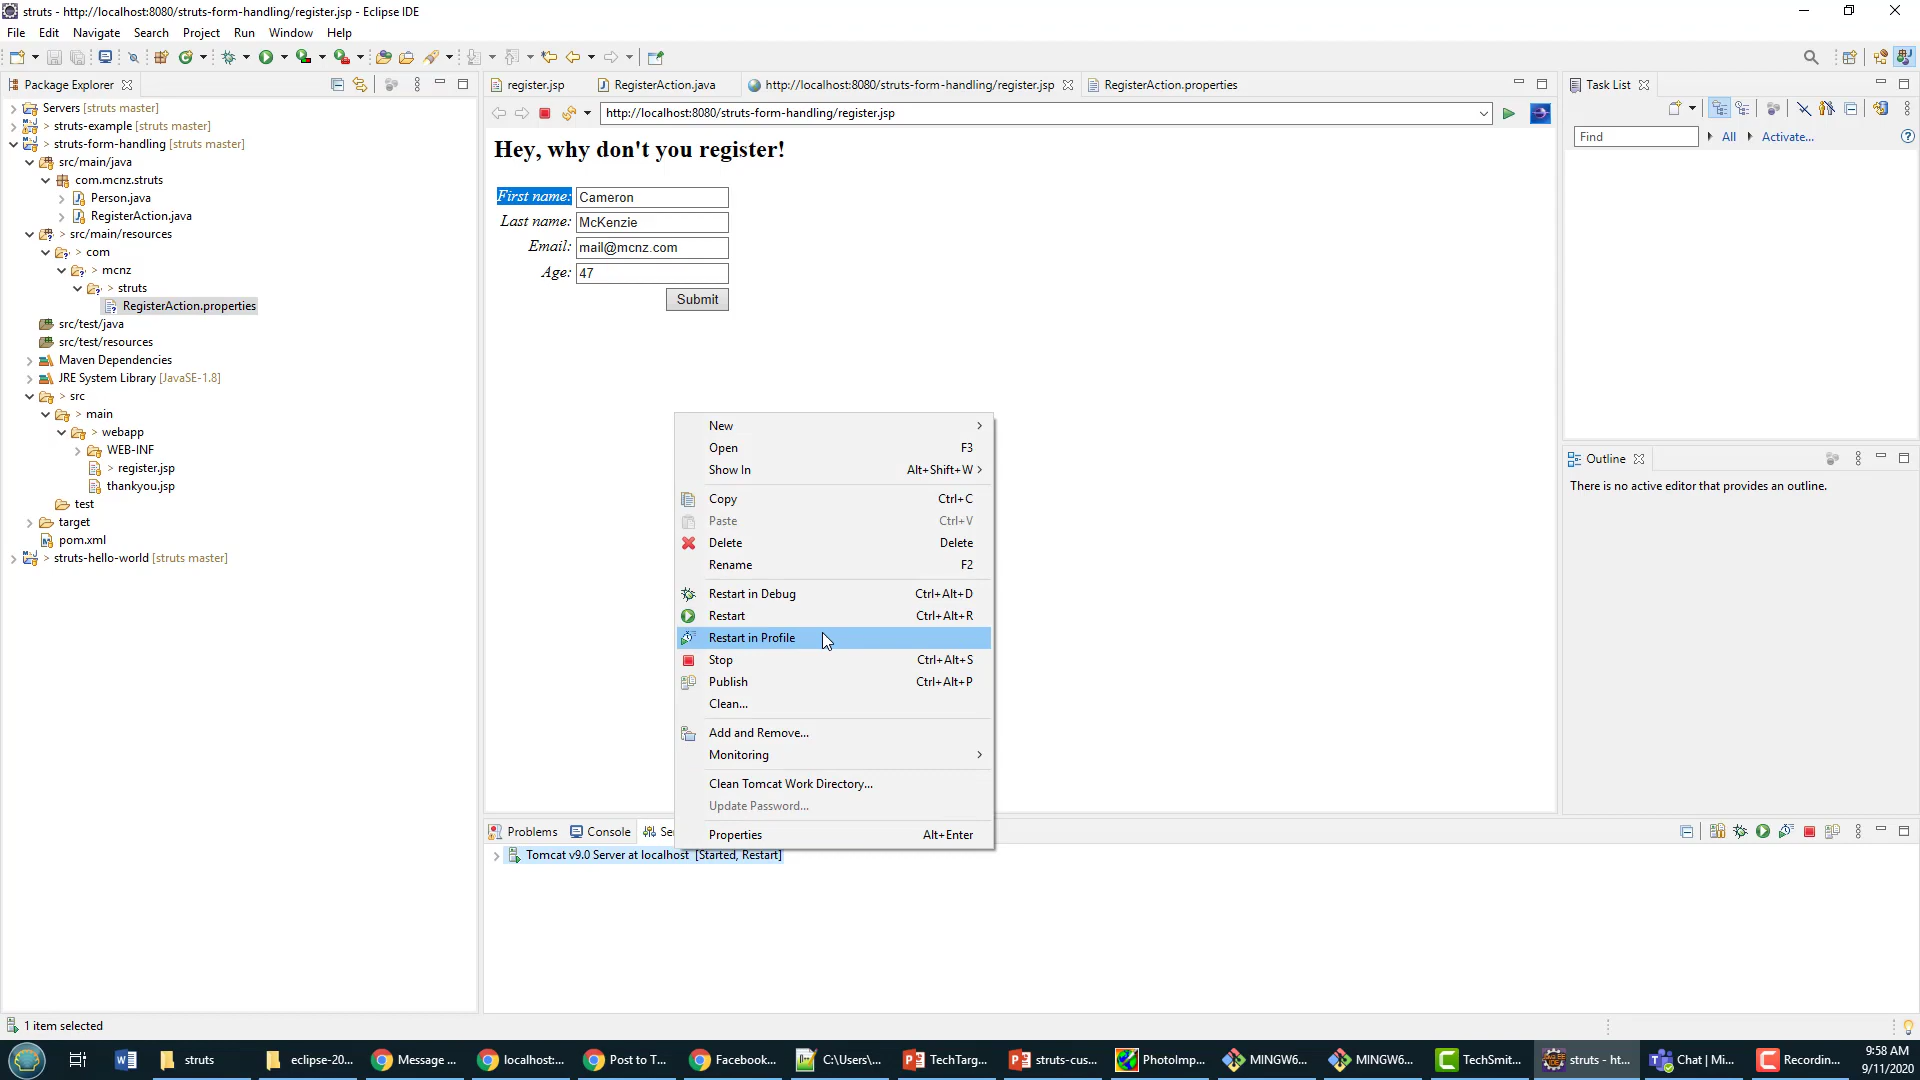 struts - http://localhost:8080/struts-form-handling/register.jsp - Eclipse IDE
File Edit Navigate Search Project Run Window Help
Package Explorer
Servers [struts master]
> struts-example [struts master]
> struts-form-handling [struts master]
src/main/java
com.mcnz.struts
Person.java
RegisterAction.java
> src/main/resources
> com
> mcnz
> struts
RegisterAction.properties
src/test/java
src/test/resources
Maven Dependencies
JRE System Library [JavaSE-1.8]
> src
> main
> webapp
WEB-INF
> register.jsp
thankyou.jsp
test
target
pom.xml
> struts-hello-world [struts master]
register.jsp RegisterAction.java http://localhost:8080/struts-form-handling/register.jsp RegisterAction.properties
http://localhost:8080/struts-form-handling/register.jsp
Hey, why don't you register!
First name: Cameron
Last name: McKenzie
Email: mail@mcnz.com
Age: 47
Submit
New
Open F3
Show In Alt+Shift+W
Copy Ctrl+C
Paste Ctrl+V
Delete Delete
Rename F2
Restart in Debug Ctrl+Alt+D
Restart Ctrl+Alt+R
Restart in Profile
Stop Ctrl+Alt+S
Publish Ctrl+Alt+P
Clean...
Add and Remove...
Monitoring
Clean Tomcat Work Directory...
Update Password...
Properties Alt+Enter
Problems Console Se
Tomcat v9.0 Server at localhost [Started, Restart]
Task List
Find All Activate...
Outline
There is no active editor that provides an outline.
1 item selected
struts eclipse-20... Message ... localhost:... Post to T... Facebook... C:\Users\... TechTarg... struts-cus... PhotoImp... MINGW6... MINGW6... TechSmit... struts - ht... Chat | Mi... Recordin...
9:58 AM
9/11/2020